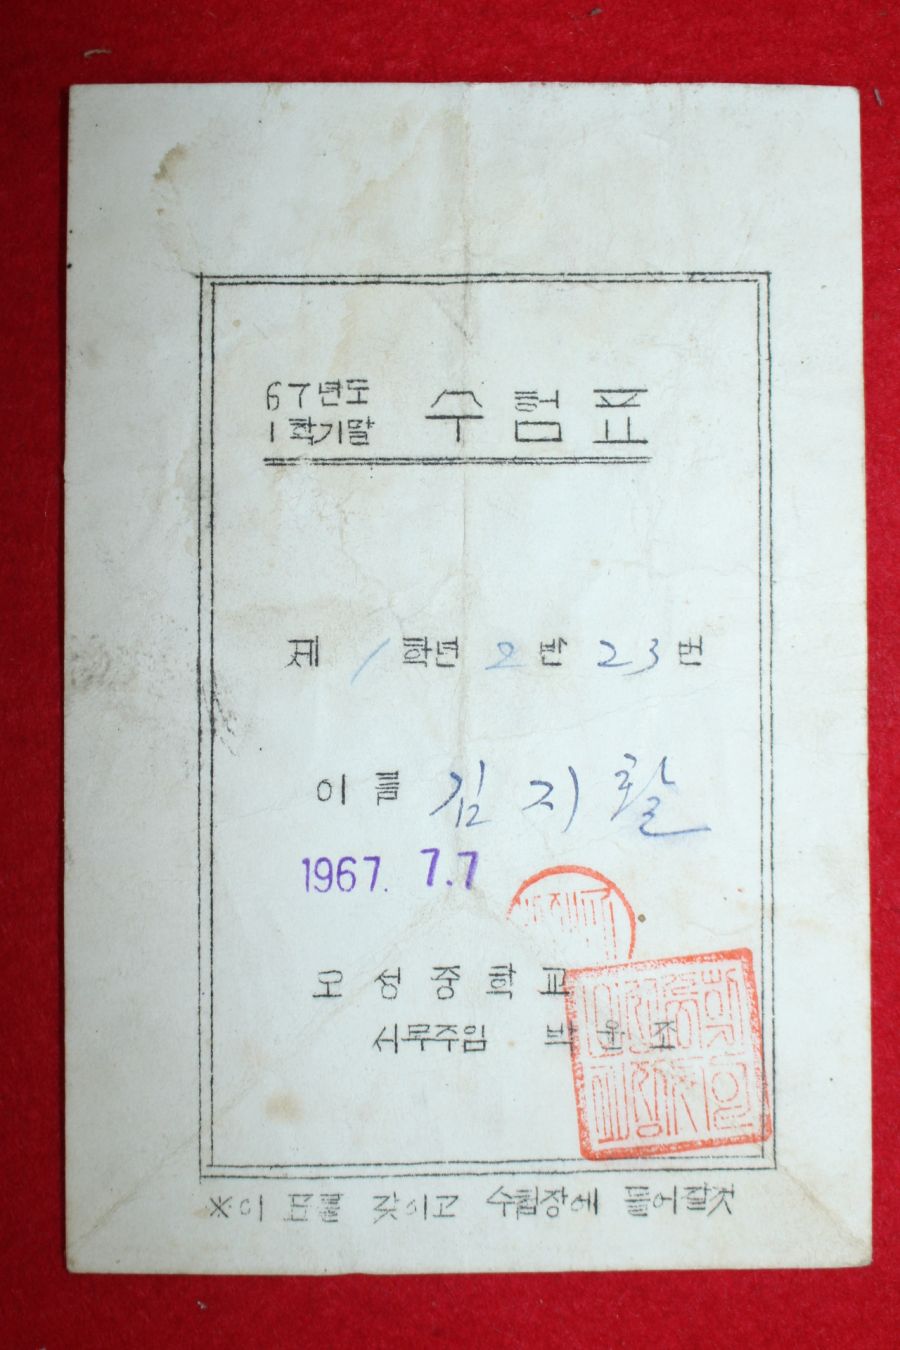 67년도
1학기말 수험표
제 1 학년 2 반 23 번
이름 김지활
1967. 7.7
오성중학교
서무주임 박윤조
※이 표를 갖이고 수험장에 들어갈것